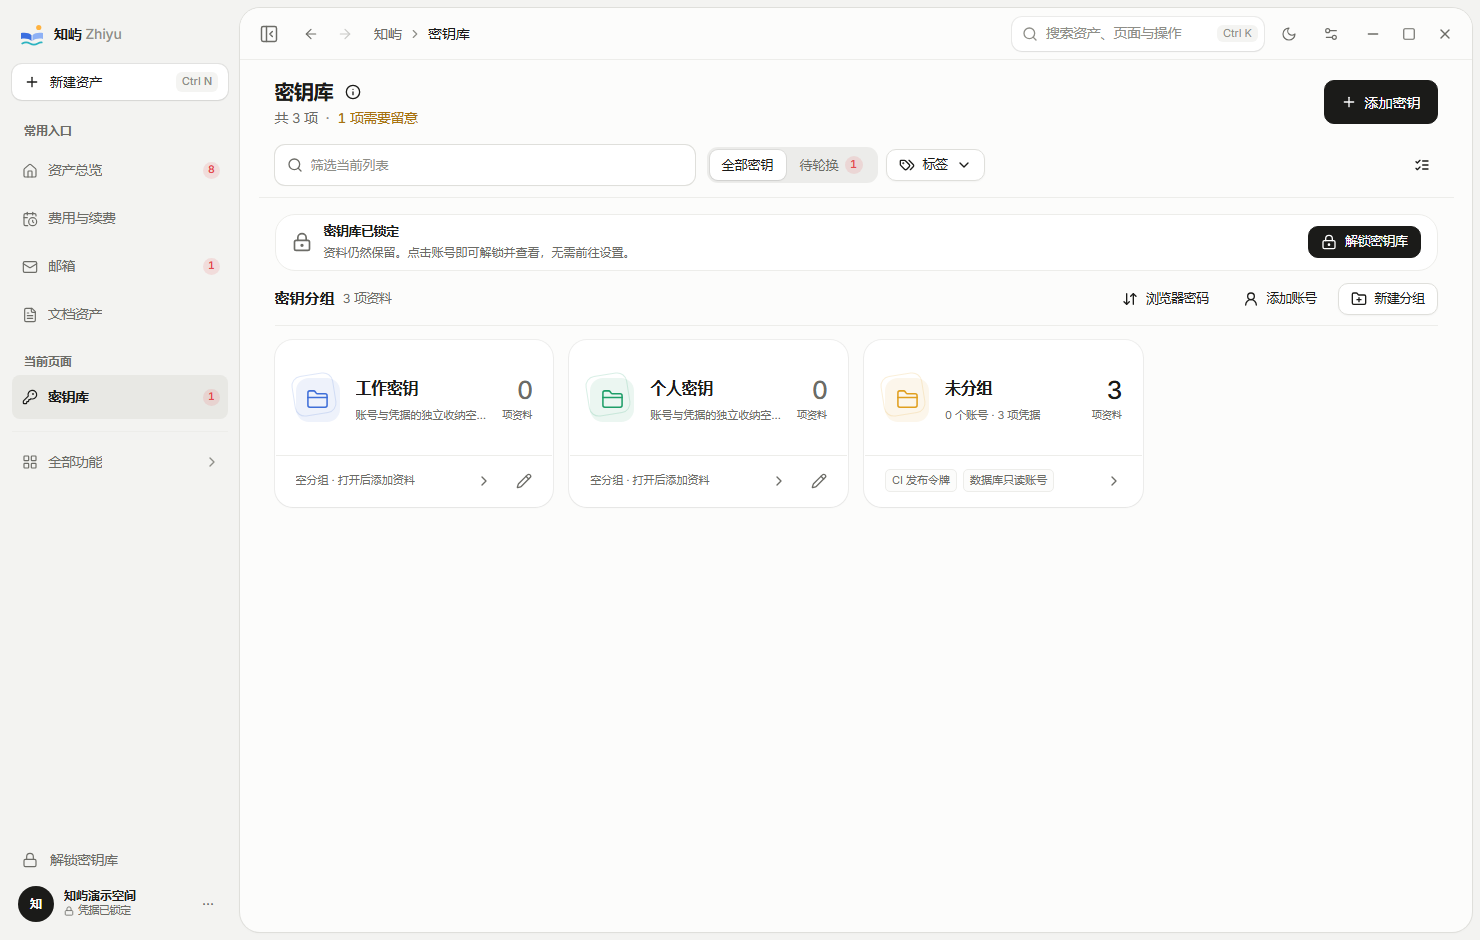 知屿 Zhiyu
知屿 密钥库
搜索资产、页面与操作 Ctrl K
新建资产 Ctrl N
常用入口
资产总览 8
费用与续费
邮箱 1
文档资产
当前页面
密钥库 1
全部功能
解锁密钥库
知
知屿演示空间
凭据已锁定
密钥库
共 3 项 · 1 项需要留意
添加密钥
筛选当前列表
全部密钥 待轮换 1 标签
密钥库已锁定
资料仍然保留。点击账号即可解锁并查看，无需前往设置。
解锁密钥库
密钥分组 3 项资料
浏览器密码 添加账号 新建分组
工作密钥 0
账号与凭据的独立收纳空... 项资料
空分组 · 打开后添加资料
个人密钥 0
账号与凭据的独立收纳空... 项资料
空分组 · 打开后添加资料
未分组 3
0 个账号 · 3 项凭据 项资料
CI 发布令牌 数据库只读账号